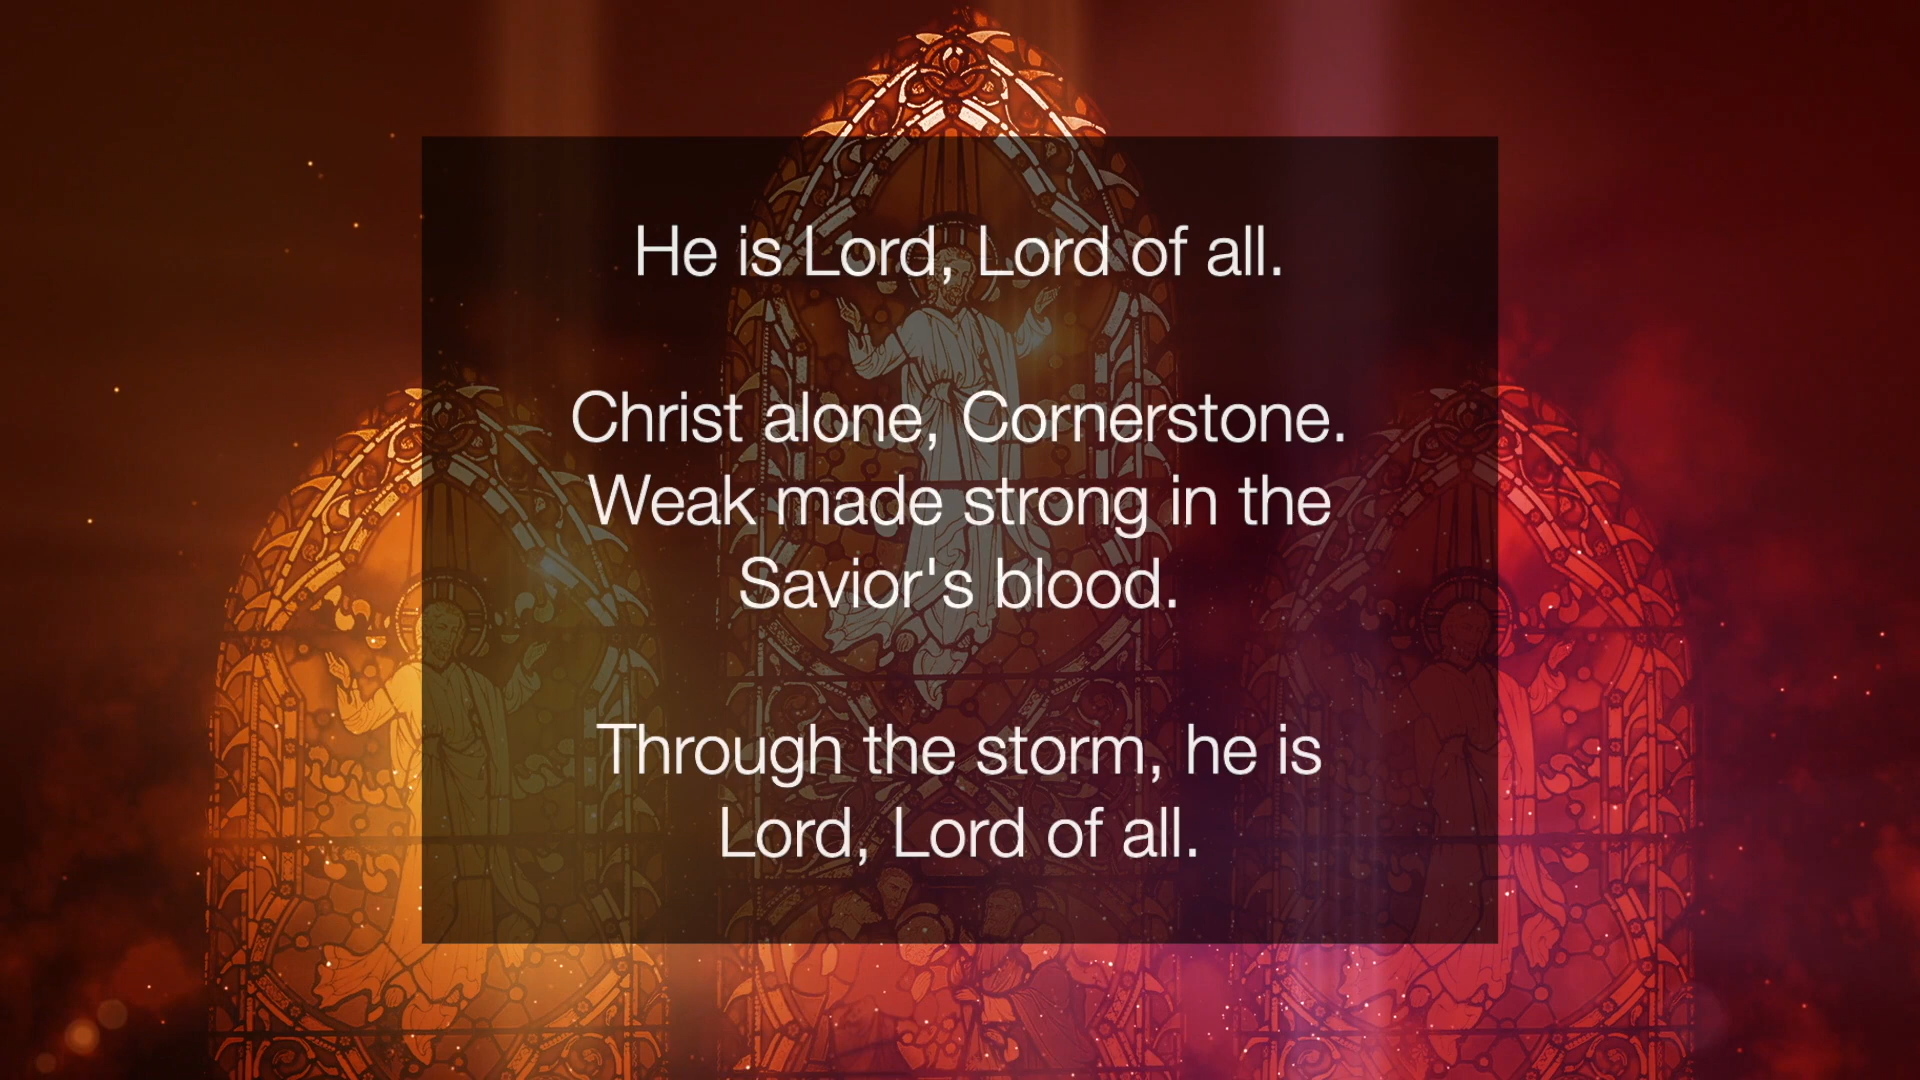 He is Lord, Lord of all.
Christ alone, Cornerstone.
Weak made strong in the
Savior's blood.
Through the storm, he is
Lord, Lord of all.